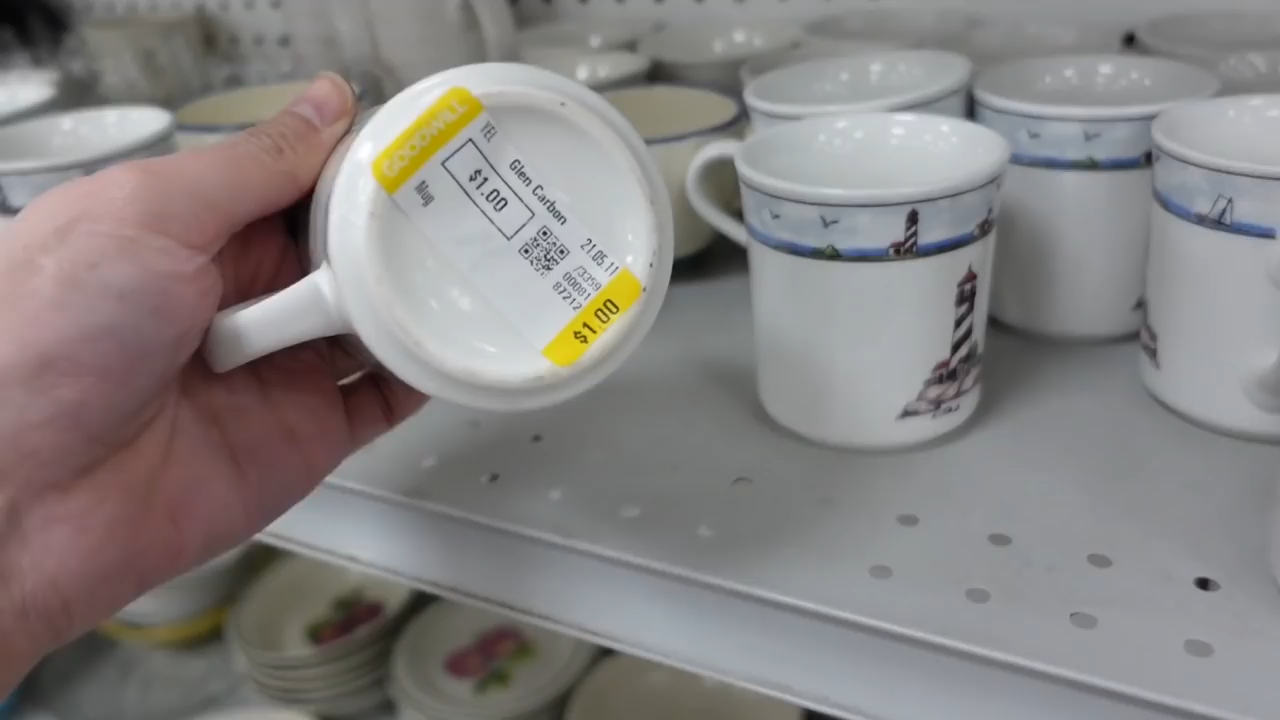 GOODWILL
YEL
Mug
$1.00
Glen Carbon
21.05.11
/3359
00081
87212
$1.00